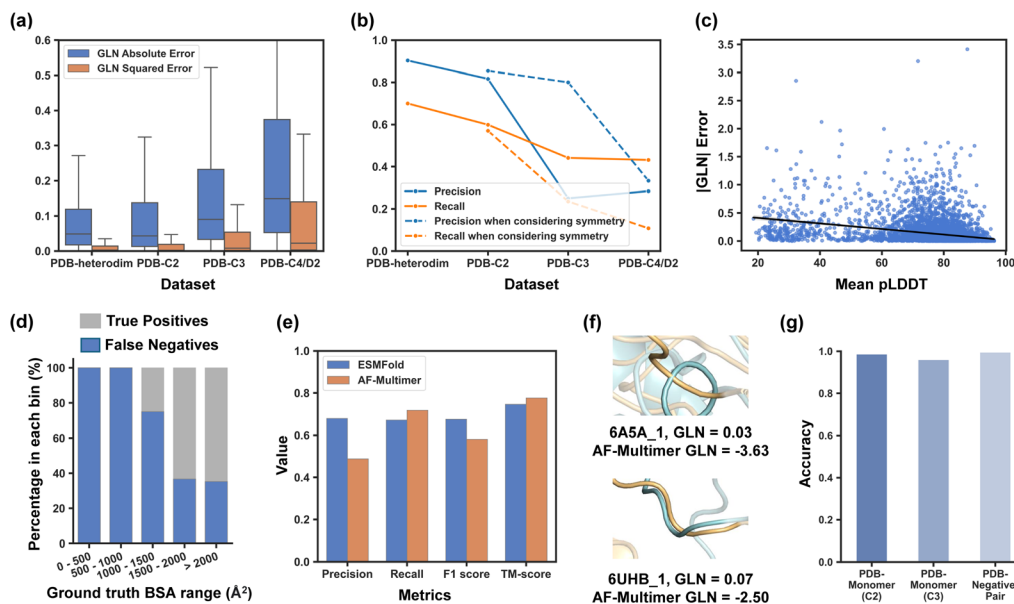 (a)
0.6
0.5
0.4
0.3
0.2
0.1
0.0
GLN Absolute Error
GLN Squared Error
PDB-heterodim PDB-C2 PDB-C3 PDB-C4/D2
Dataset
(b)
1.0
0.8
0.6
0.4
0.2
0.0
Precision
Recall
Precision when considering symmetry
Recall when considering symmetry
PDB-heterodim PDB-C2 PDB-C3 PDB-C4/D2
Dataset
(c)
|GLN| Error
3.5
3.0
2.5
2.0
1.5
1.0
0.5
0.0
20 40 60 80 100
Mean pLDDT
(d)
True Positives
False Negatives
Percentage in each bin (%)
100
80
60
40
20
0
0 - 500
500 - 1000
1000 - 1500
1500 - 2000
> 2000
Ground truth BSA range (Å²)
(e)
Value
1.0
0.8
0.6
0.4
0.2
0.0
ESMFold
AF-Multimer
Precision Recall F1 score TM-score
Metrics
(f)
6A5A_1, GLN = 0.03
AF-Multimer GLN = -3.63
6UHB_1, GLN = 0.07
AF-Multimer GLN = -2.50
(g)
Accuracy
1.0
0.8
0.6
0.4
0.2
0.0
PDB- PDB- PDB-
Monomer Monomer Negative
(C2) (C3) Pair